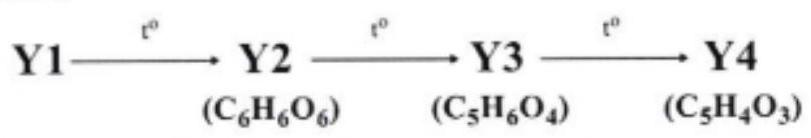 t° t° t°
Y1 Y2 Y3 Y4
(C₆H₆O₆) (C₅H₆O₄) (C₅H₄O₃)